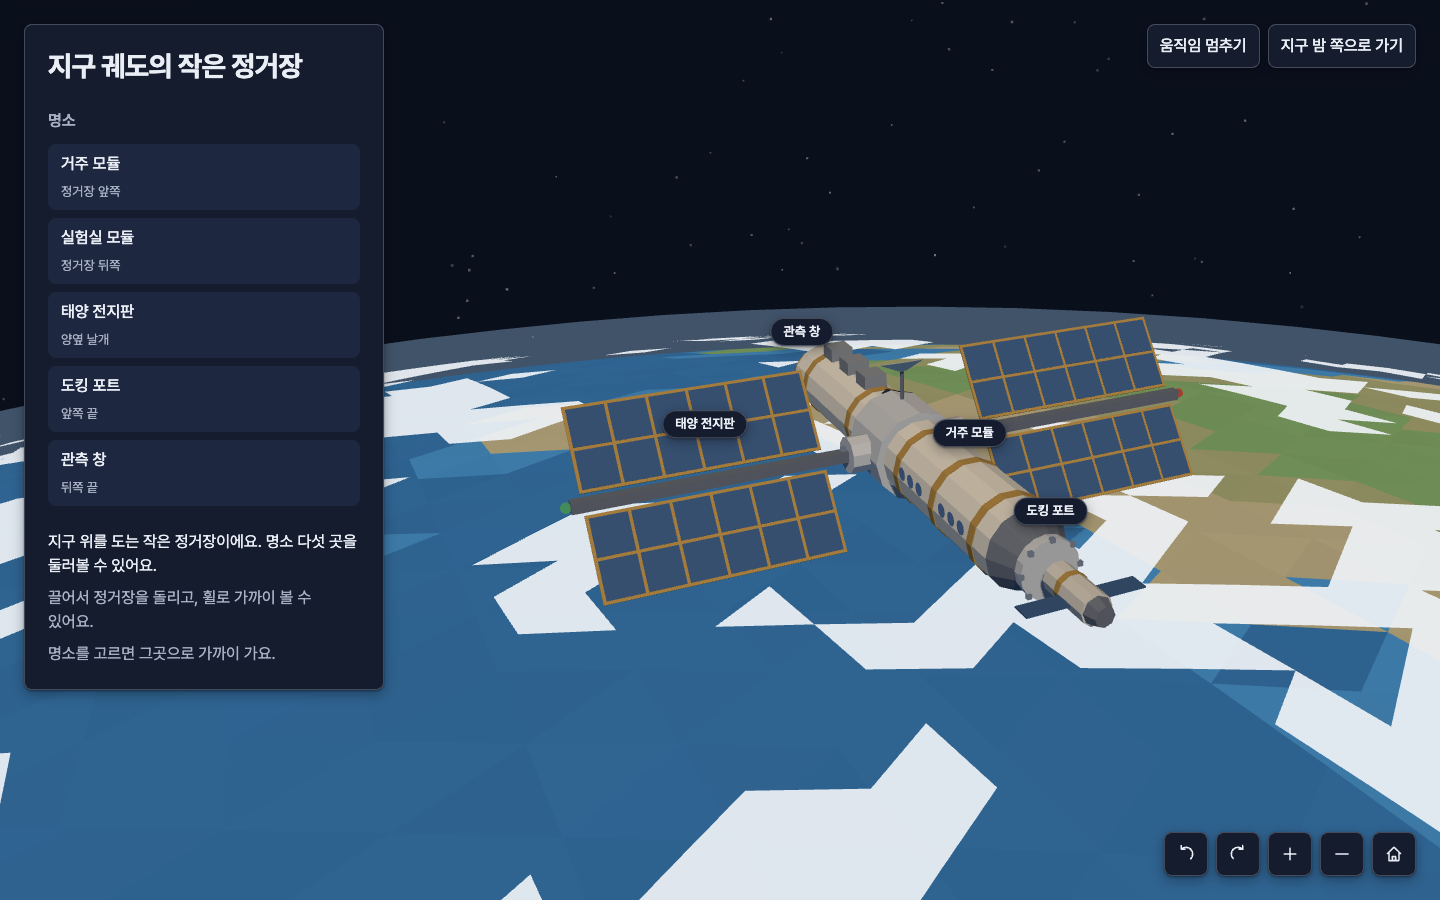 지구 궤도의 작은 정거장
명소
거주 모듈
정거장 앞쪽
실험실 모듈
정거장 뒤쪽
태양 전지판
양옆 날개
도킹 포트
앞쪽 끝
관측 창
뒤쪽 끝
지구 위를 도는 작은 정거장이에요. 명소 다섯 곳을
둘러볼 수 있어요.
끌어서 정거장을 돌리고, 휠로 가까이 볼 수
있어요.
명소를 고르면 그곳으로 가까이 가요.
움직임 멈추기
지구 밤 쪽으로 가기
관측 창
태양 전지판
거주 모듈
도킹 포트